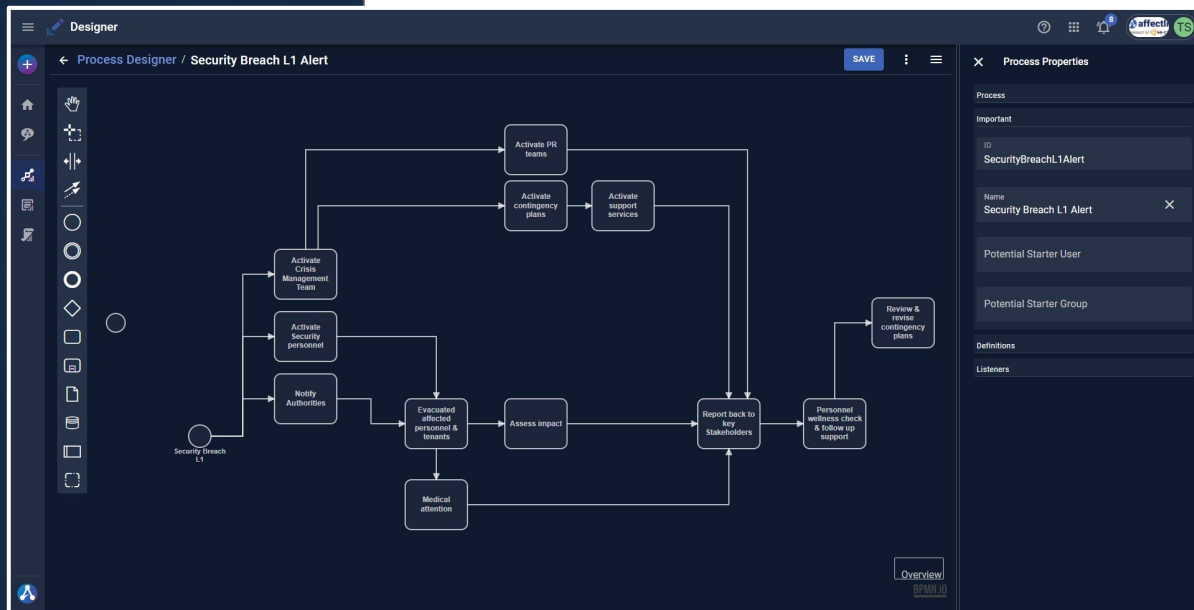 Designer
8
affecti
TS
Process Designer / Security Breach L1 Alert
SAVE
Process Properties
Process
Important
ID
SecurityBreachL1Alert
Name
Security Breach L1 Alert
Potential Starter User
Potential Starter Group
Definitions
Listeners
Activate PR
teams
Activate
contingency
plans
Activate
support
services
Activate
Crisis
Management
Team
Activate
Security
personnel
Notify
Authorities
Security Breach
L1
Evacuated
affected
personnel &
tenants
Assess impact
Medical
attention
Report back to
key
Stakeholders
Personnel
wellness check
& follow up
support
Review &
revise
contingency
plans
Overview
BPMN.iO